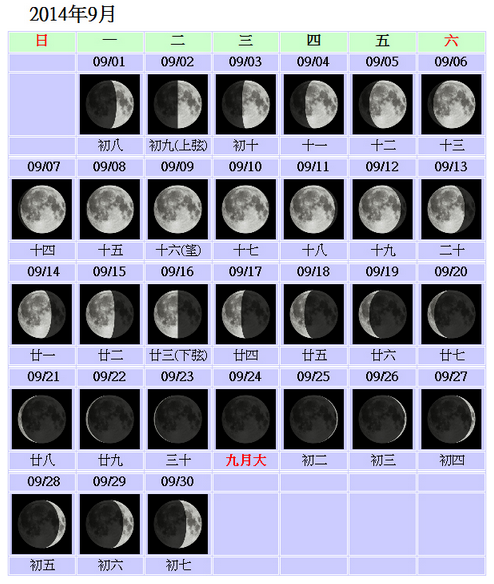 2014年9月
日 一 二 三 四 五 六
09/01 09/02 09/03 09/04 09/05 09/06
初八 初九(上弦) 初十 十一 十二 十三
09/07 09/08 09/09 09/10 09/11 09/12 09/13
十四 十五 十六(望) 十七 十八 十九 二十
09/14 09/15 09/16 09/17 09/18 09/19 09/20
廿一 廿二 廿三(下弦) 廿四 廿五 廿六 廿七
09/21 09/22 09/23 09/24 09/25 09/26 09/27
廿八 廿九 三十 九月大 初二 初三 初四
09/28 09/29 09/30
初五 初六 初七